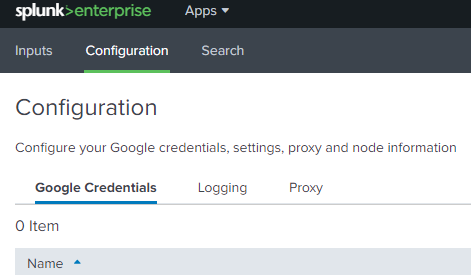 splunk>enterprise Apps
Inputs Configuration Search
Configuration
Configure your Google credentials, settings, proxy and node information
Google Credentials Logging Proxy
0 Item
Name